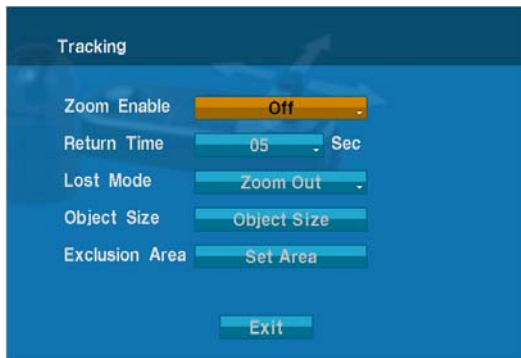 Tracking
Zoom Enable Off
Return Time 05 Sec
Lost Mode Zoom Out
Object Size Object Size
Exclusion Area Set Area
Exit